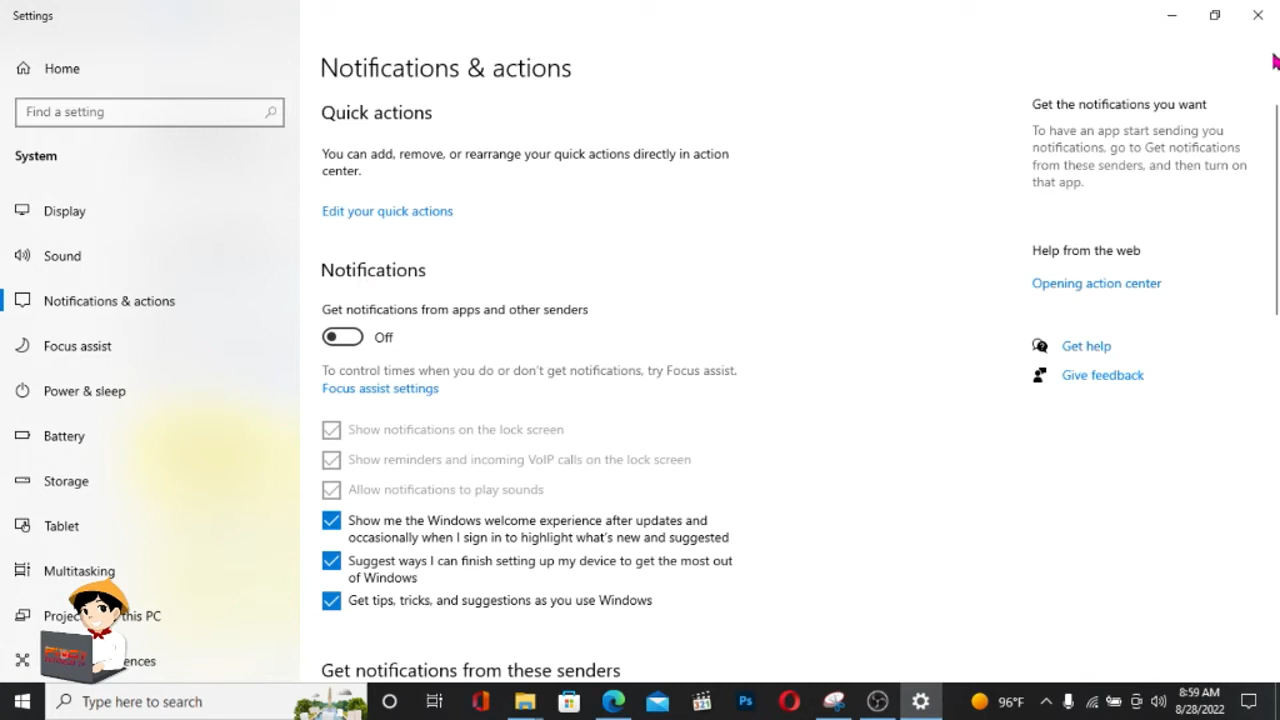 Settings
Home
Find a setting
System
Display
Sound
Notifications & actions
Focus assist
Power & sleep
Battery
Storage
Tablet
Multitasking
this PC
Notifications & actions
Quick actions
You can add, remove, or rearrange your quick actions directly in action
center.
Edit your quick actions
Notifications
Get notifications from apps and other senders
Off
To control times when you do or don't get notifications, try Focus assist.
Focus assist settings
Show notifications on the lock screen
Show reminders and incoming VoIP calls on the lock screen
Allow notifications to play sounds
Show me the Windows welcome experience after updates and
occasionally when I sign in to highlight what's new and suggested
Suggest ways I can finish setting up my device to get the most out
of Windows
Get tips, tricks, and suggestions as you use Windows
Get notifications from these senders
Get the notifications you want
To have an app start sending you
notifications, go to Get notifications
from these senders, and then turn on
that app.
Help from the web
Opening action center
Get help
Give feedback
Type here to search
321
Ps
96°F
8:59 AM
8/28/2022